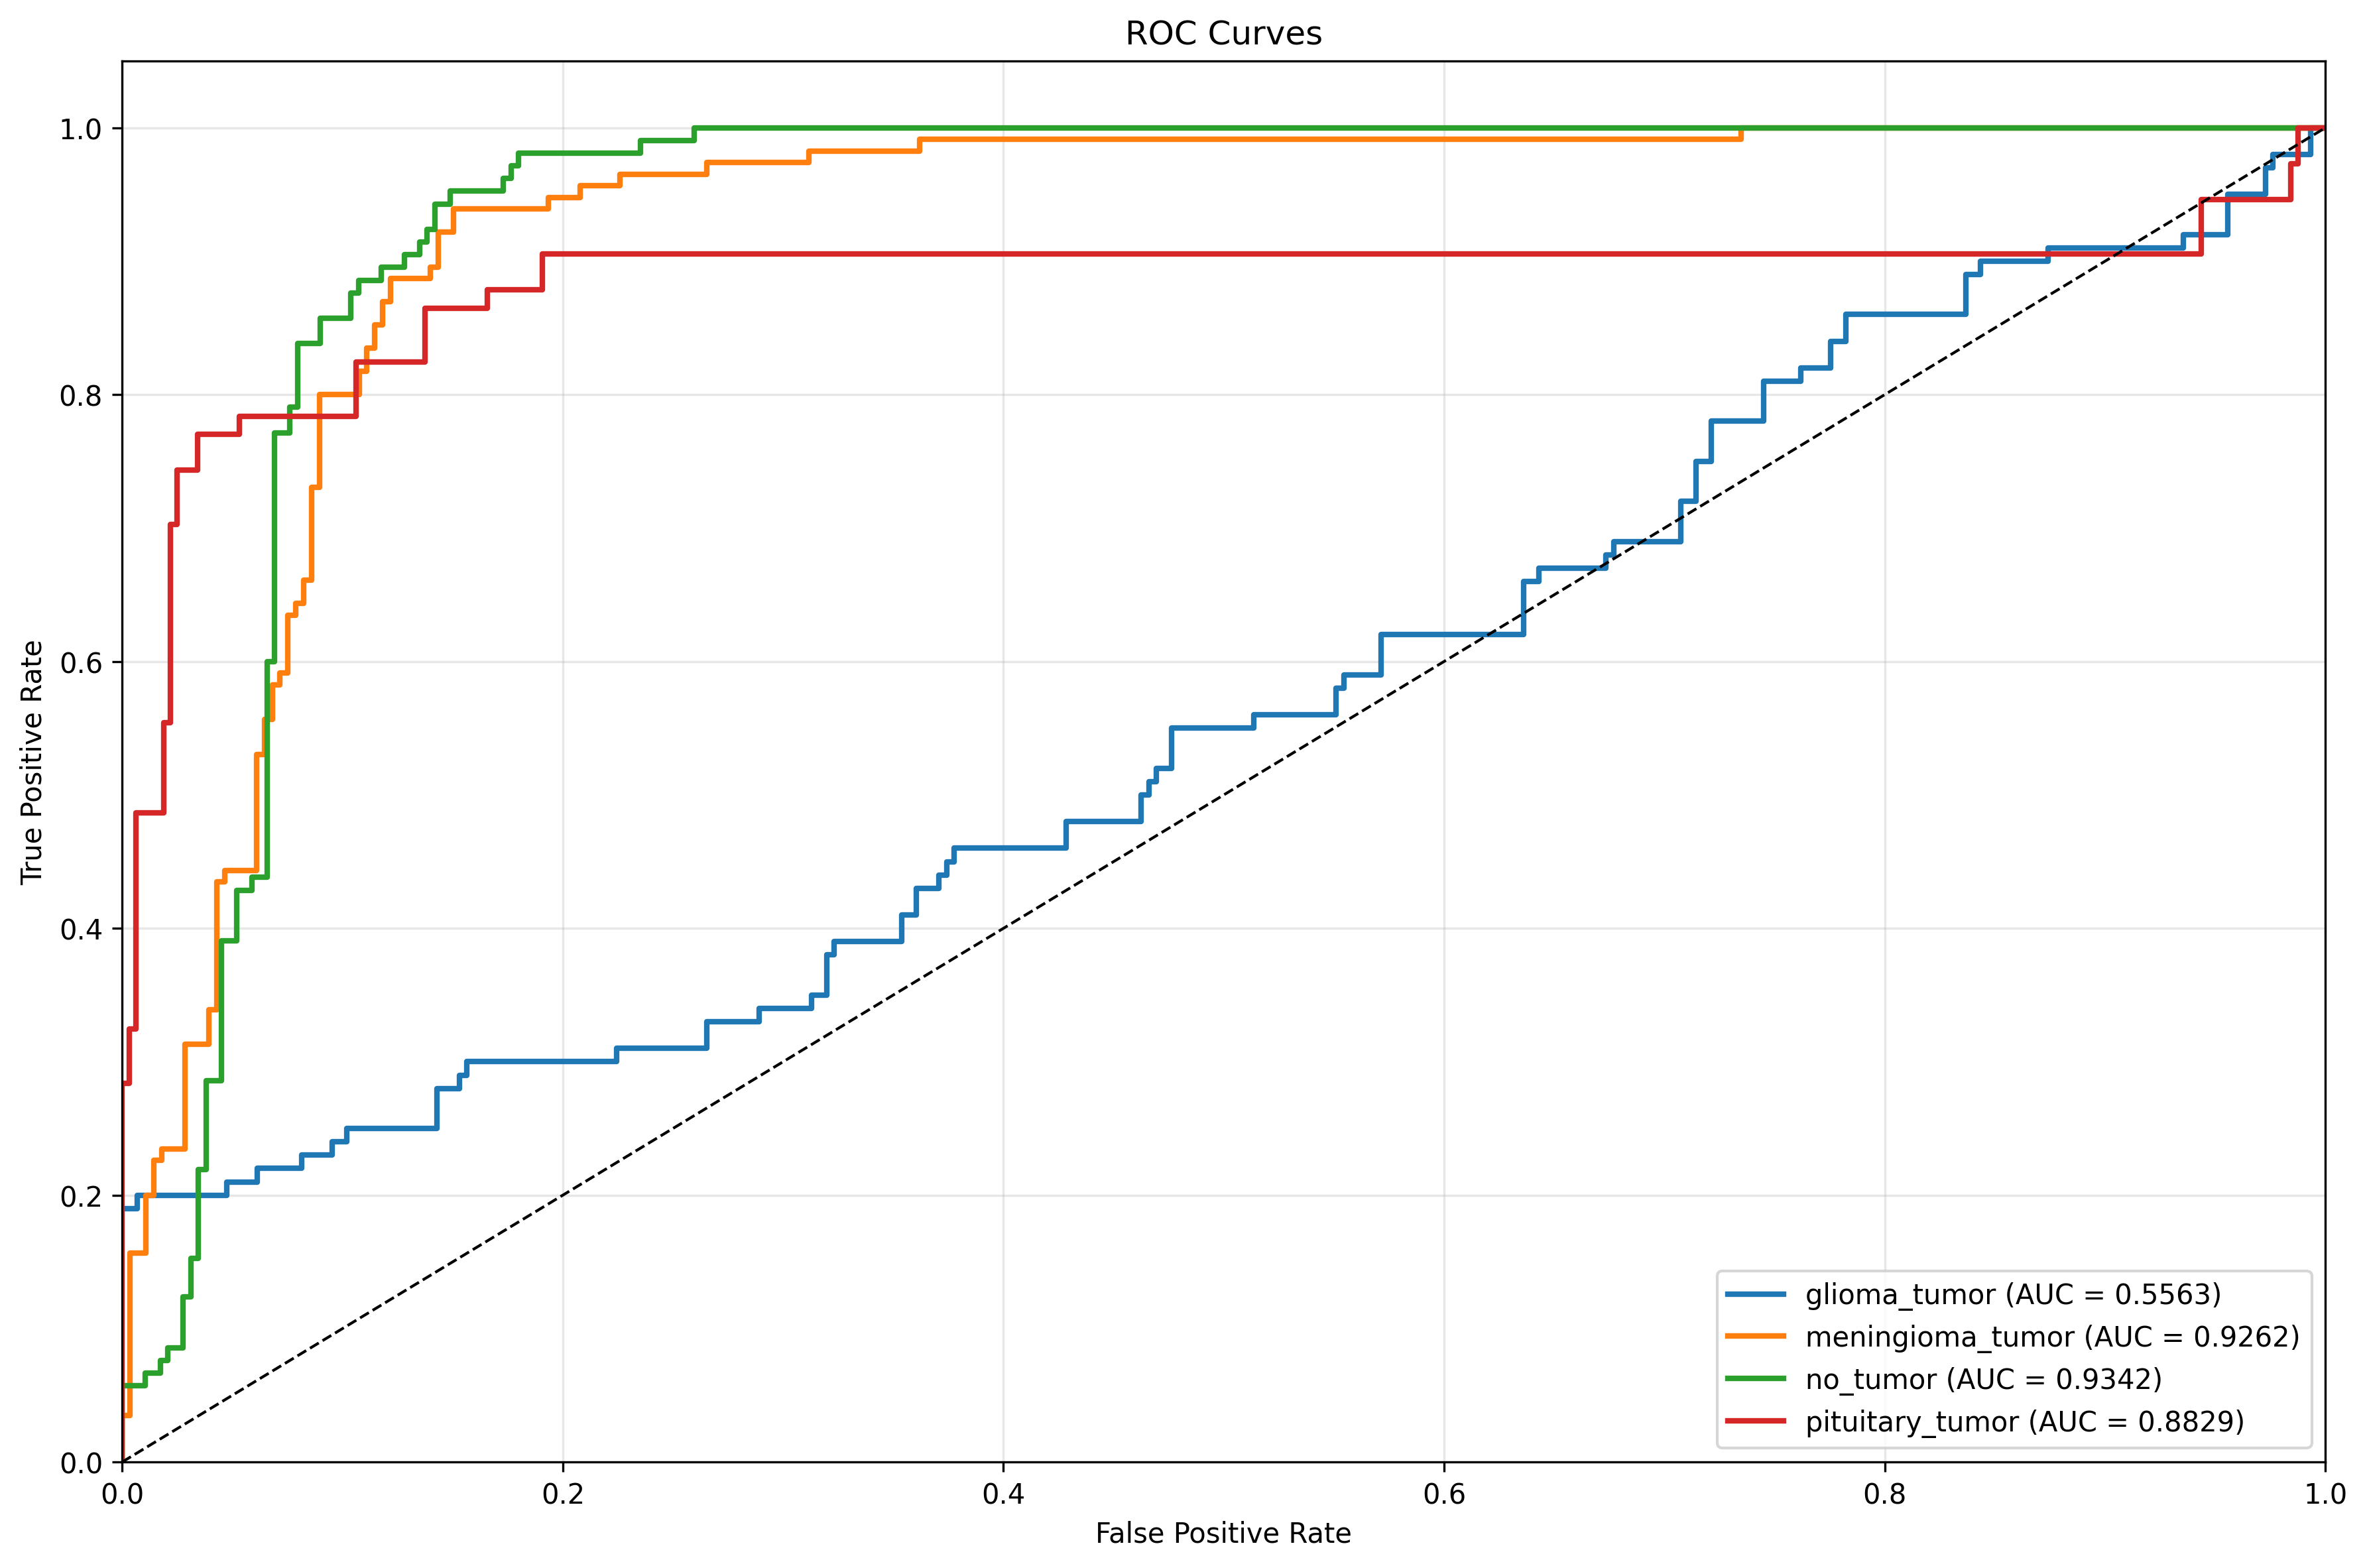 ROC Curves
1.0
0.8
0.6
0.4
0.2
0.0
True Positive Rate
glioma_tumor (AUC = 0.5563)
meningioma_tumor (AUC = 0.9262)
no_tumor (AUC = 0.9342)
pituitary_tumor (AUC = 0.8829)
0.0 0.2 0.4 0.6 0.8 1.0
False Positive Rate